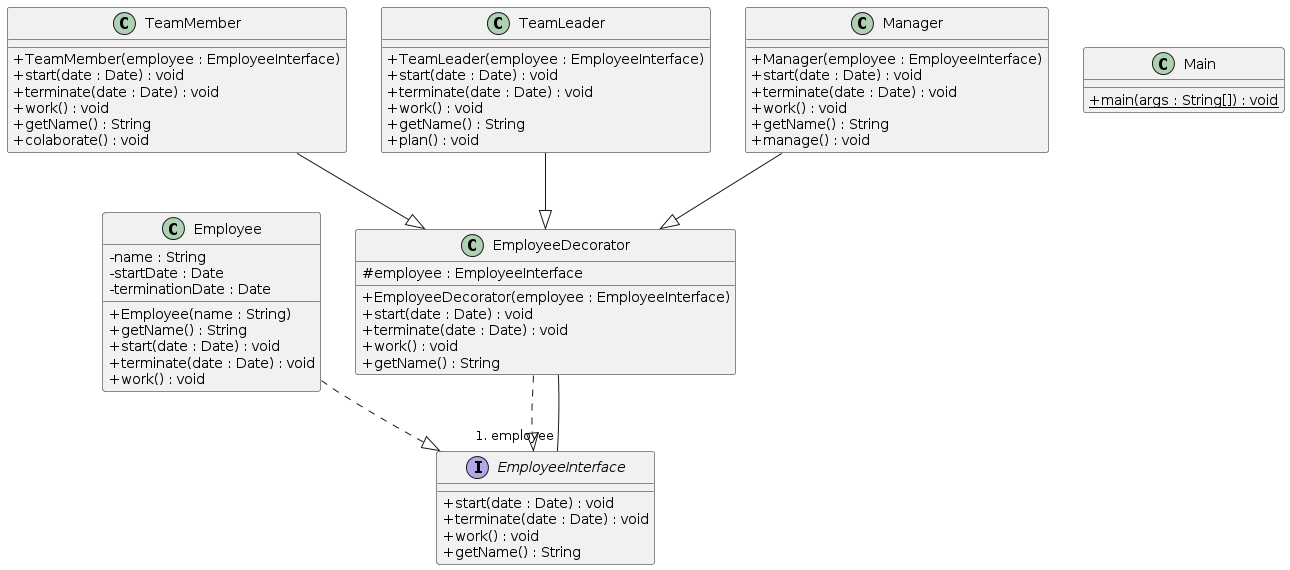 C TeamMember
+TeamMember(employee : EmployeeInterface)
+start(date : Date) : void
+terminate(date : Date) : void
+work() : void
+getName() : String
+colaborate() : void
C TeamLeader
+TeamLeader(employee : EmployeeInterface)
+start(date : Date) : void
+terminate(date : Date) : void
+work() : void
+getName() : String
+plan() : void
C Manager
+Manager(employee : EmployeeInterface)
+start(date : Date) : void
+terminate(date : Date) : void
+work() : void
+getName() : String
+manage() : void
C Main
+main(args : String[]) : void
C Employee
-name : String
-startDate : Date
-terminationDate : Date
+Employee(name : String)
+getName() : String
+start(date : Date) : void
+terminate(date : Date) : void
+work() : void
C EmployeeDecorator
#employee : EmployeeInterface
+EmployeeDecorator(employee : EmployeeInterface)
+start(date : Date) : void
+terminate(date : Date) : void
+work() : void
+getName() : String
1. employee
I EmployeeInterface
+start(date : Date) : void
+terminate(date : Date) : void
+work() : void
+getName() : String